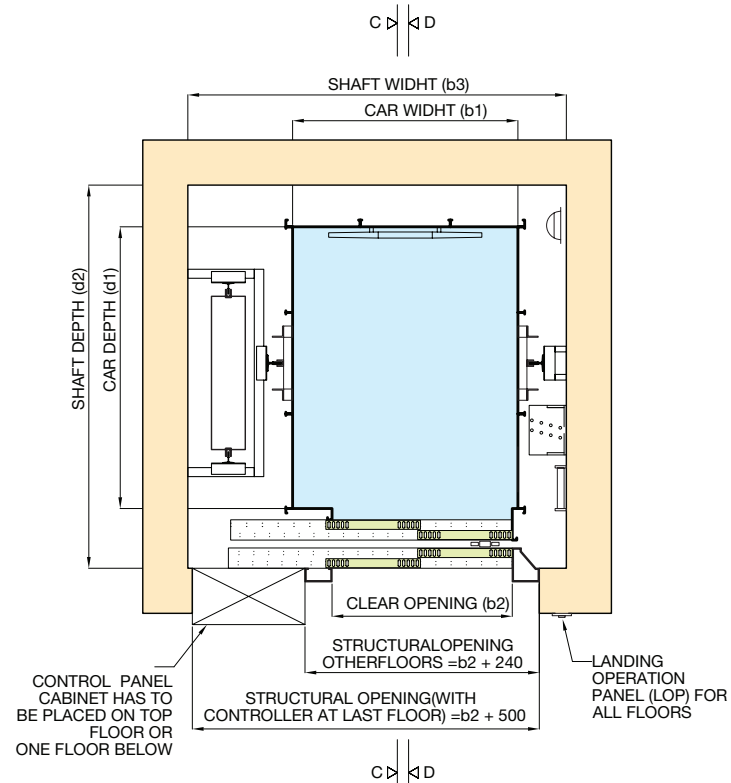 C D
SHAFT WIDHT (b3)
CAR WIDHT (b1)
SHAFT DEPTH (d2)
CAR DEPTH (d1)
CLEAR OPENING (b2)
STRUCTURALOPENING
OTHERFLOORS =b2 + 240
STRUCTURAL OPENING(WITH
CONTROLLER AT LAST FLOOR) =b2 + 500
CONTROL PANEL
CABINET HAS TO
BE PLACED ON TOP
FLOOR OR
ONE FLOOR BELOW
LANDING
OPERATION
PANEL (LOP) FOR
ALL FLOORS
C D